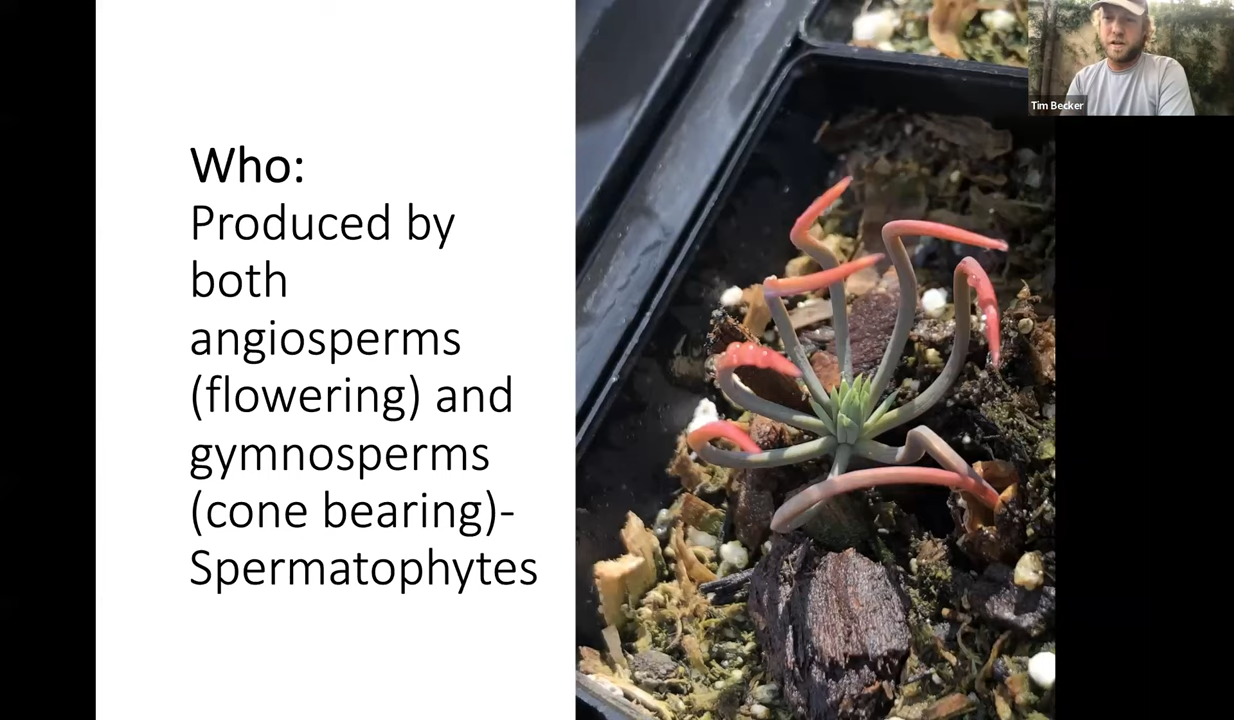 Who:
Produced by
both
angiosperms
(flowering) and
gymnosperms
(cone bearing)-
Spermatophytes
Tim Becker